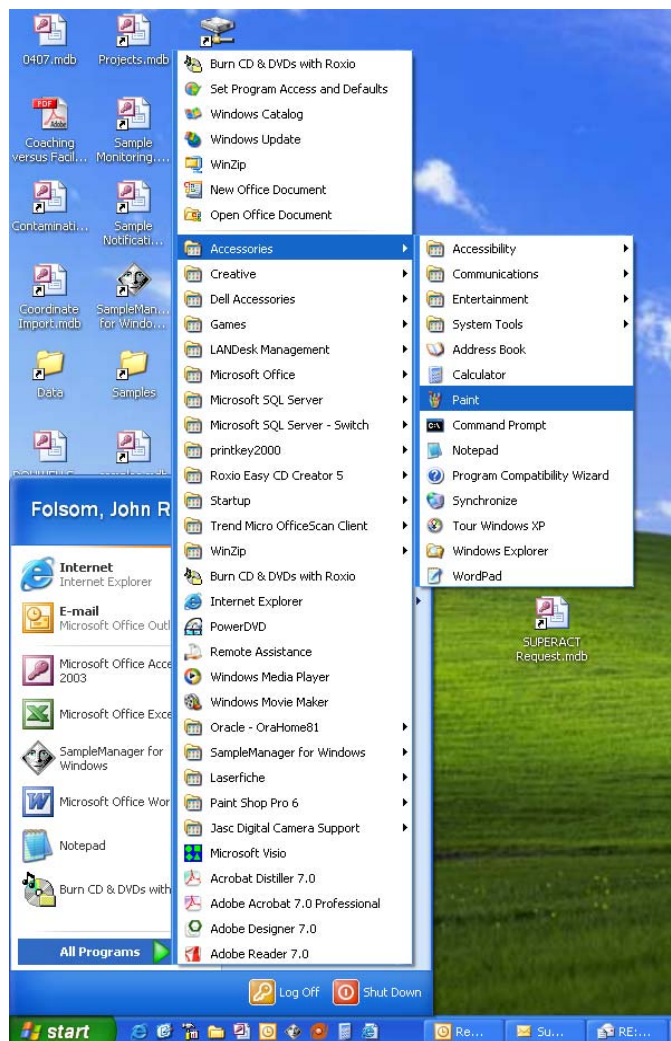 0407.mdb
Projects.mdb
Coaching
versus Facil...
Sample
Monitoring....
Contaminati...
Sample
Notificati...
Coordinate
Import.mdb
SampleMan...
for Windo...
Data
Samples
Burn CD & DVDs with Roxio
Set Program Access and Defaults
Windows Catalog
Windows Update
WinZip
New Office Document
Open Office Document
Accessories
Creative
Dell Accessories
Games
LANDesk Management
Microsoft Office
Microsoft SQL Server
Microsoft SQL Server - Switch
printkey2000
Roxio Easy CD Creator 5
Startup
Trend Micro OfficeScan Client
WinZip
Burn CD & DVDs with Roxio
Internet Explorer
PowerDVD
Remote Assistance
Windows Media Player
Windows Movie Maker
Oracle - OraHome81
SampleManager for Windows
Laserfiche
Paint Shop Pro 6
Jasc Digital Camera Support
Microsoft Visio
Acrobat Distiller 7.0
Adobe Acrobat 7.0 Professional
Adobe Designer 7.0
Adobe Reader 7.0
Accessibility
Communications
Entertainment
System Tools
Address Book
Calculator
Paint
Command Prompt
Notepad
Program Compatibility Wizard
Synchronize
Tour Windows XP
Windows Explorer
WordPad
SUPERACT
Request.mdb
Folsom, John R
Internet
Internet Explorer
E-mail
Microsoft Office Outl
Microsoft Office Acce
2003
Microsoft Office Exce
SampleManager for
Windows
Microsoft Office Wor
Notepad
Burn CD & DVDs with
All Programs
Log Off
Shut Down
start
Re...
Su...
RE:...